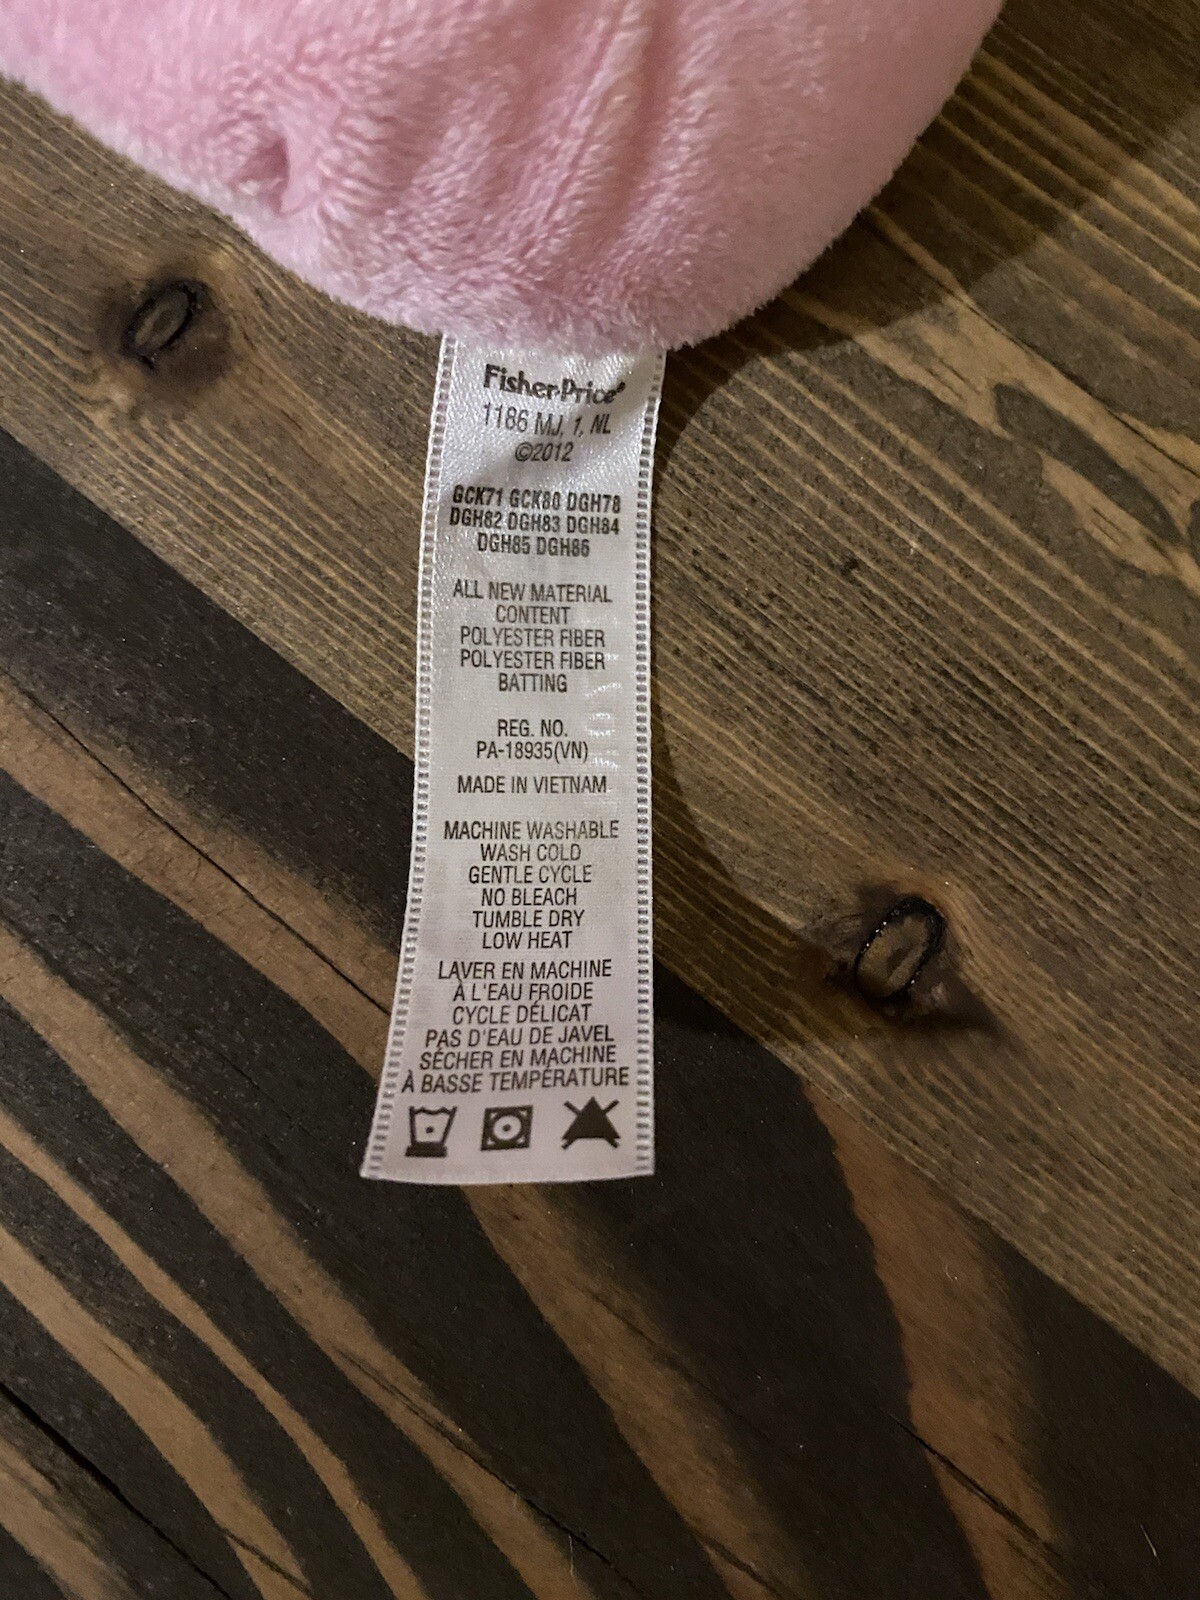 Fisher-Price®
1186 MJ, 1, NL
©2012
GCK71 GCK80 DGH78
DGH82 DGH83 DGH84
DGH85 DGH86
ALL NEW MATERIAL
CONTENT
POLYESTER FIBER
POLYESTER FIBER
BATTING
REG. NO.
PA-18935(VN)
MADE IN VIETNAM
MACHINE WASHABLE
WASH COLD
GENTLE CYCLE
NO BLEACH
TUMBLE DRY
LOW HEAT
LAVER EN MACHINE
À L'EAU FROIDE
CYCLE DÉLICAT
PAS D'EAU DE JAVEL
SÉCHER EN MACHINE
À BASSE TEMPÉRATURE